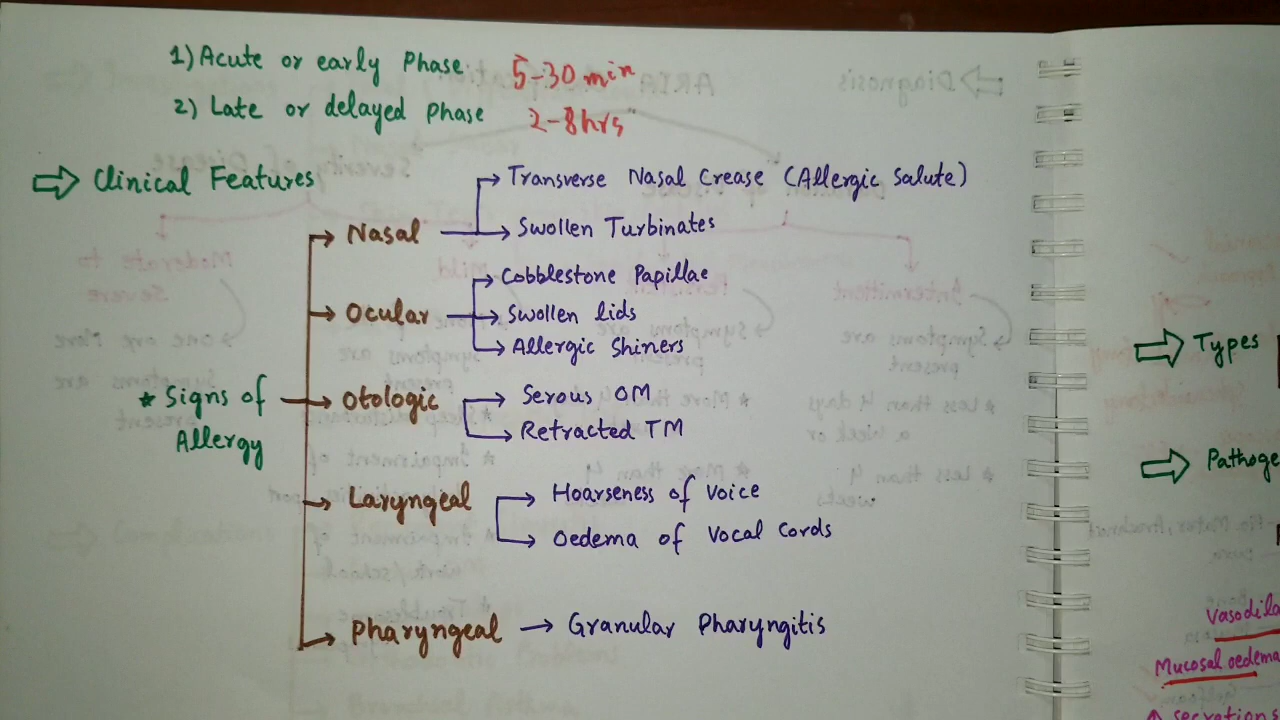 1) Acute or early Phase. 5-30 min
2) Late or delayed Phase 2-8hrs
⇒ Clinical Features
→ Transverse Nasal Crease (Allergic Salute)
→ Nasal → Swollen Turbinates
→ Cobblestone Papillae
→ Ocular → Swollen lids
→ Allergic Shiners
* Signs of Allergy → Otologic → Serous OM
→ Retracted TM
→ Laryngeal → Hoarseness of Voice
→ Oedema of Vocal Cords
→ Pharyngeal → Granular Pharyngitis
⇒ Types
⇒ Pathoge
Vasodila
Mucosal oedema
↑ secretions